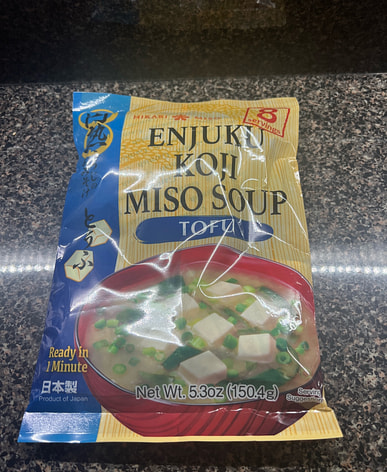 HIKARI MISO
8
servings
ENJUKU
KOJI
MISO SOUP
TOFU
とうふ
Ready in
1 Minute
日本製
Product of Japan
Net Wt. 5.3oz (150.4g)
Serving
Suggestion